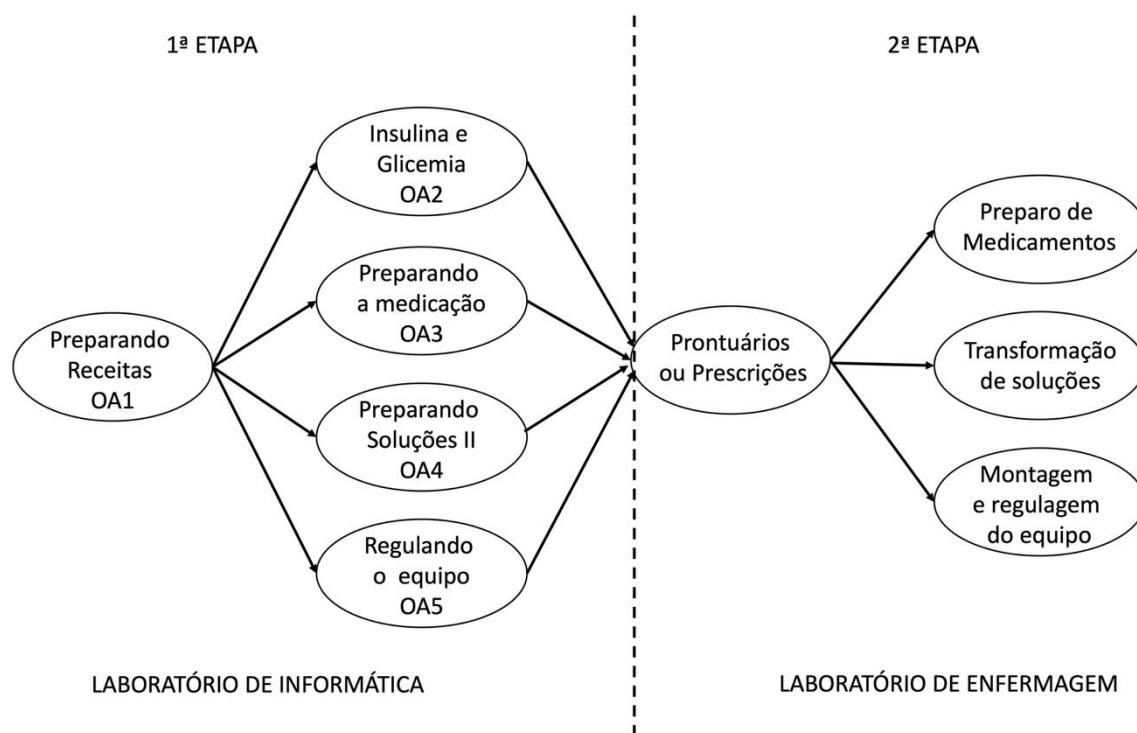 1ª ETAPA
2ª ETAPA
Insulina e
Glicemia
OA2
Preparando
a medicação
OA3
Preparando
Receitas
OA1
Preparando
Soluções II
OA4
Regulando
o equipo
OA5
Prontuários
ou Prescrições
Preparo de
Medicamentos
Transformação
de soluções
Montagem
e regulagem
do equipo
LABORATÓRIO DE INFORMÁTICA
LABORATÓRIO DE ENFERMAGEM